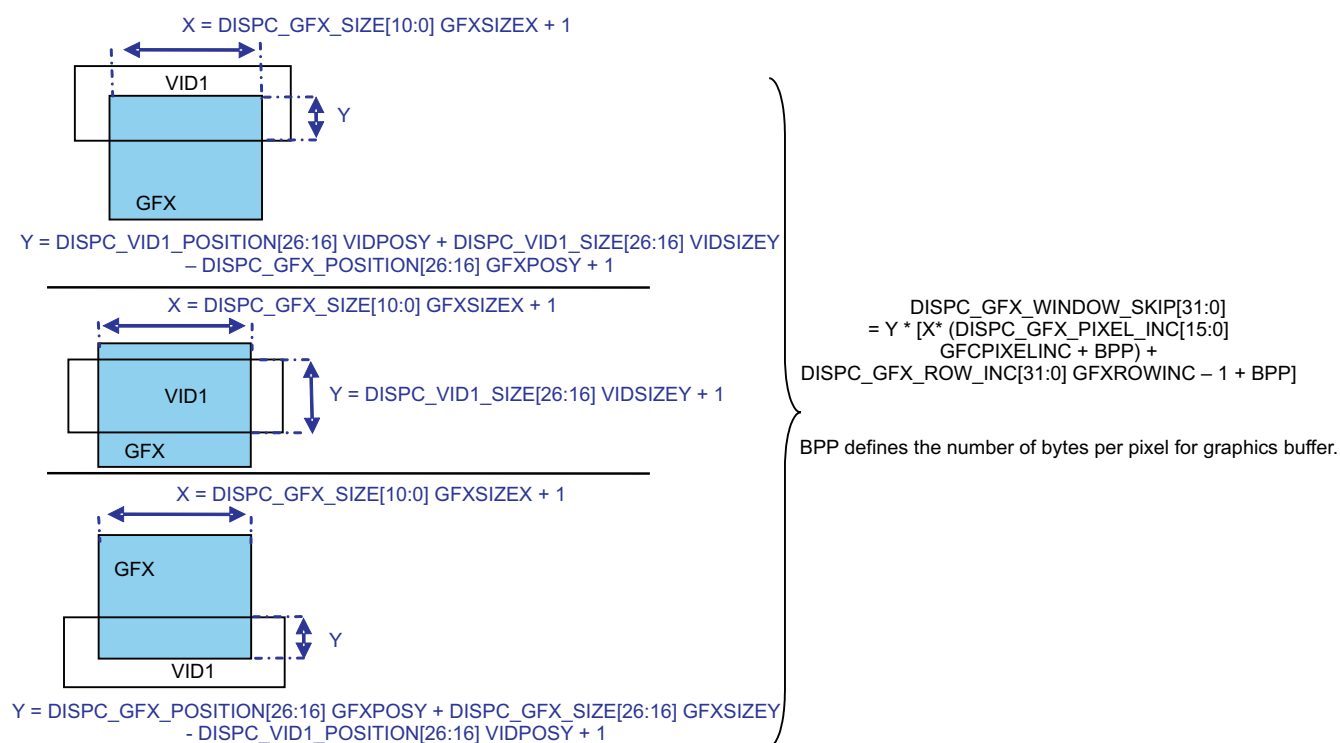 X = DISPC_GFX_SIZE[10:0] GFXSIZEX + 1
VID1
Y
GFX
Y = DISPC_VID1_POSITION[26:16] VIDPOSY + DISPC_VID1_SIZE[26:16] VIDSIZEY
– DISPC_GFX_POSITION[26:16] GFXPOSY + 1
X = DISPC_GFX_SIZE[10:0] GFXSIZEX + 1
VID1
Y = DISPC_VID1_SIZE[26:16] VIDSIZEY + 1
GFX
X = DISPC_GFX_SIZE[10:0] GFXSIZEX + 1
GFX
Y
VID1
Y = DISPC_GFX_POSITION[26:16] GFXPOSY + DISPC_GFX_SIZE[26:16] GFXSIZEY
- DISPC_VID1_POSITION[26:16] VIDPOSY + 1
DISPC_GFX_WINDOW_SKIP[31:0]
= Y * [X* (DISPC_GFX_PIXEL_INC[15:0]
GFCPIXELINC + BPP) +
DISPC_GFX_ROW_INC[31:0] GFXROWINC – 1 + BPP]
BPP defines the number of bytes per pixel for graphics buffer.